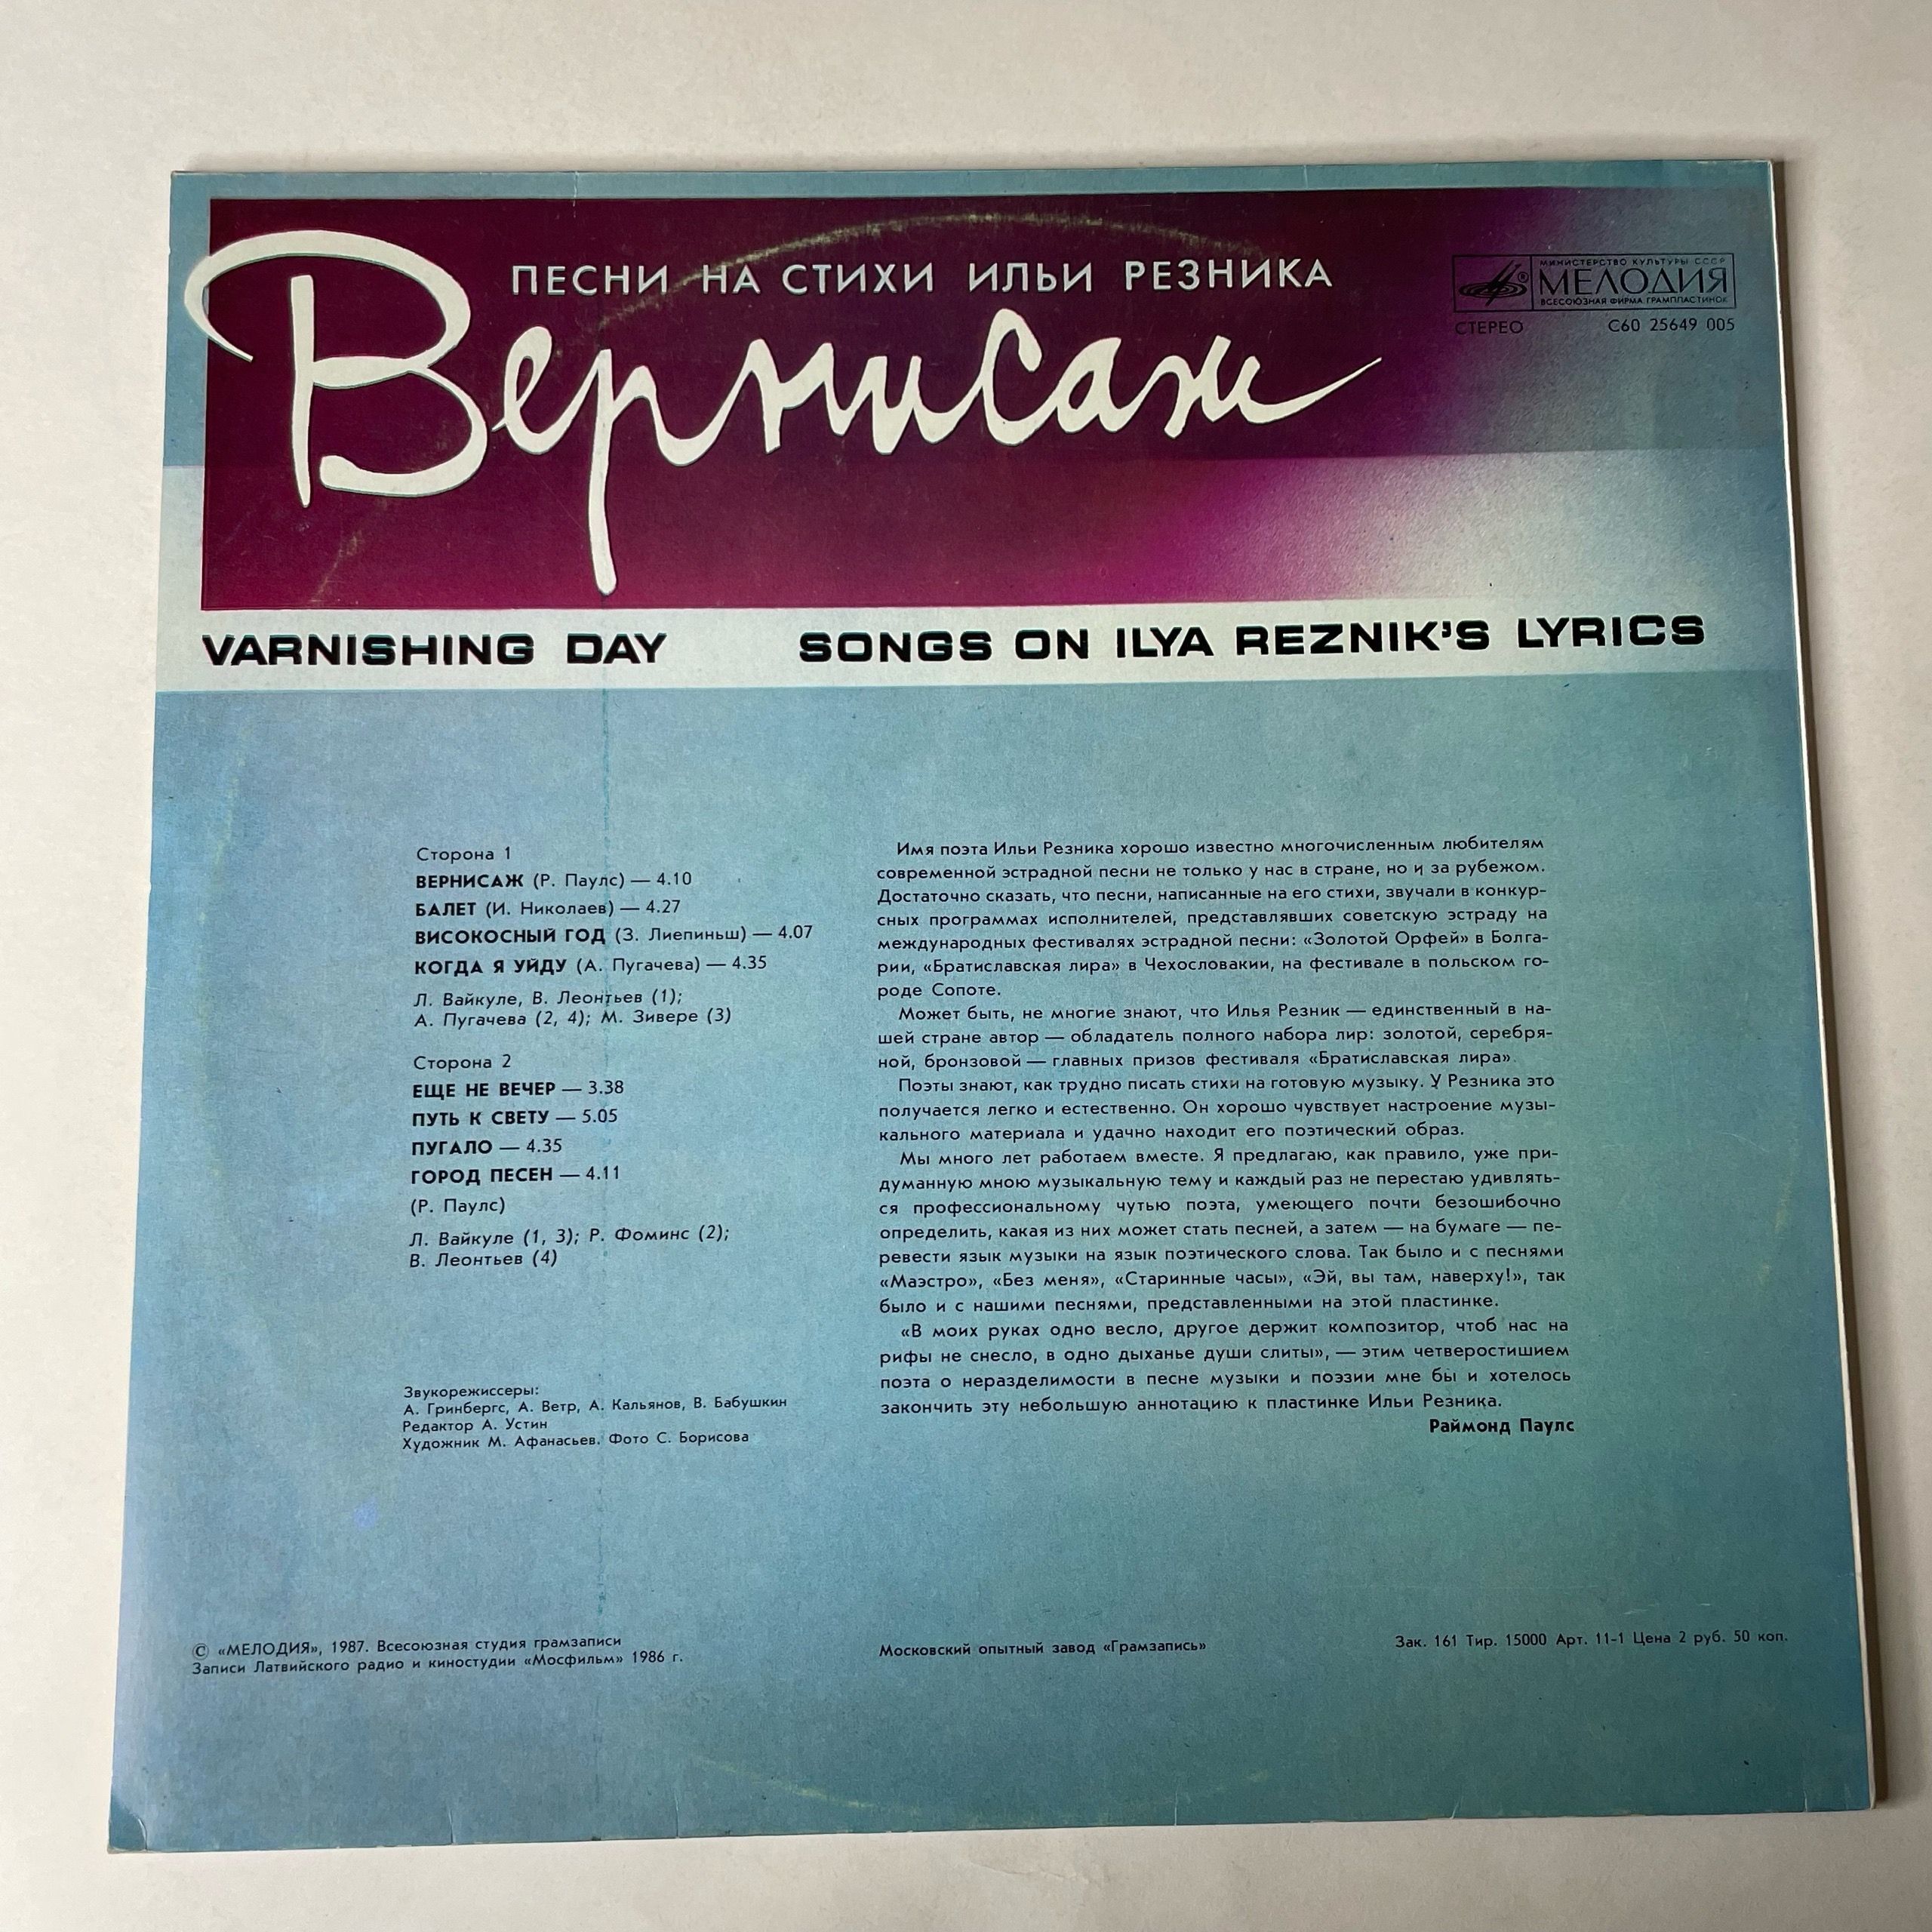 ПЕСНИ НА СТИХИ ИЛЬИ РЕЗНИКА
Вернисаж
МИНИСТЕРСТВО КУЛЬТУРЫ СССР
МЕЛОДИЯ
ВСЕСОЮЗНАЯ ФИРМА ГРАМПЛАСТИНОК
СТЕРЕО С60 25649 005
VARNISHING DAY SONGS ON ILYA REZNIK'S LYRICS
Сторона 1
ВЕРНИСАЖ (Р. Паулс) — 4.10
БАЛЕТ (И. Николаев) — 4.27
ВИСОКОСНЫЙ ГОД (З. Лиепиньш) — 4.07
КОГДА Я УЙДУ (А. Пугачева) — 4.35
Л. Вайкуле, В. Леонтьев (1);
А. Пугачева (2, 4); М. Зивере (3)
Сторона 2
ЕЩЕ НЕ ВЕЧЕР — 3.38
ПУТЬ К СВЕТУ — 5.05
ПУГАЛО — 4.35
ГОРОД ПЕСЕН — 4.11
(Р. Паулс)
Л. Вайкуле (1, 3); Р. Фоминс (2);
В. Леонтьев (4)
Звукорежиссеры:
А. Гринбергс, А. Ветр, А. Кальянов, В. Бабушкин
Редактор А. Устин
Художник М. Афанасьев. Фото С. Борисова
Имя поэта Ильи Резника хорошо известно многочисленным любителям
современной эстрадной песни не только у нас в стране, но и за рубежом.
Достаточно сказать, что песни, написанные на его стихи, звучали в конкур-
сных программах исполнителей, представлявших советскую эстраду на
международных фестивалях эстрадной песни: «Золотой Орфей» в Болга-
рии, «Братиславская лира» в Чехословакии, на фестивале в польском го-
роде Сопоте.
Может быть, не многие знают, что Илья Резник — единственный в на-
шей стране автор — обладатель полного набора лир: золотой, серебря-
ной, бронзовой — главных призов фестиваля «Братиславская лира».
Поэты знают, как трудно писать стихи на готовую музыку. У Резника это
получается легко и естественно. Он хорошо чувствует настроение музы-
кального материала и удачно находит его поэтический образ.
Мы много лет работаем вместе. Я предлагаю, как правило, уже при-
думанную мною музыкальную тему и каждый раз не перестаю удивлять-
ся профессиональному чутью поэта, умеющего почти безошибочно
определить, какая из них может стать песней, а затем — на бумаге — пе-
ревести язык музыки на язык поэтического слова. Так было и с песнями
«Маэстро», «Без меня», «Старинные часы», «Эй, вы там, наверху!», так
было и с нашими песнями, представленными на этой пластинке.
«В моих руках одно весло, другое держит композитор, чтоб нас на
рифы не снесло, в одно дыханье души слиты», — этим четверостишием
поэта о неразделимости в песне музыки и поэзии мне бы и хотелось
закончить эту небольшую аннотацию к пластинке Ильи Резника.
Раймонд Паулс
© «МЕЛОДИЯ», 1987. Всесоюзная студия грамзаписи
Записи Латвийского радио и киностудии «Мосфильм» 1986 г.
Московский опытный завод «Грамзапись»
Зак. 161 Тир. 15000 Арт. 11-1 Цена 2 руб. 50 коп.